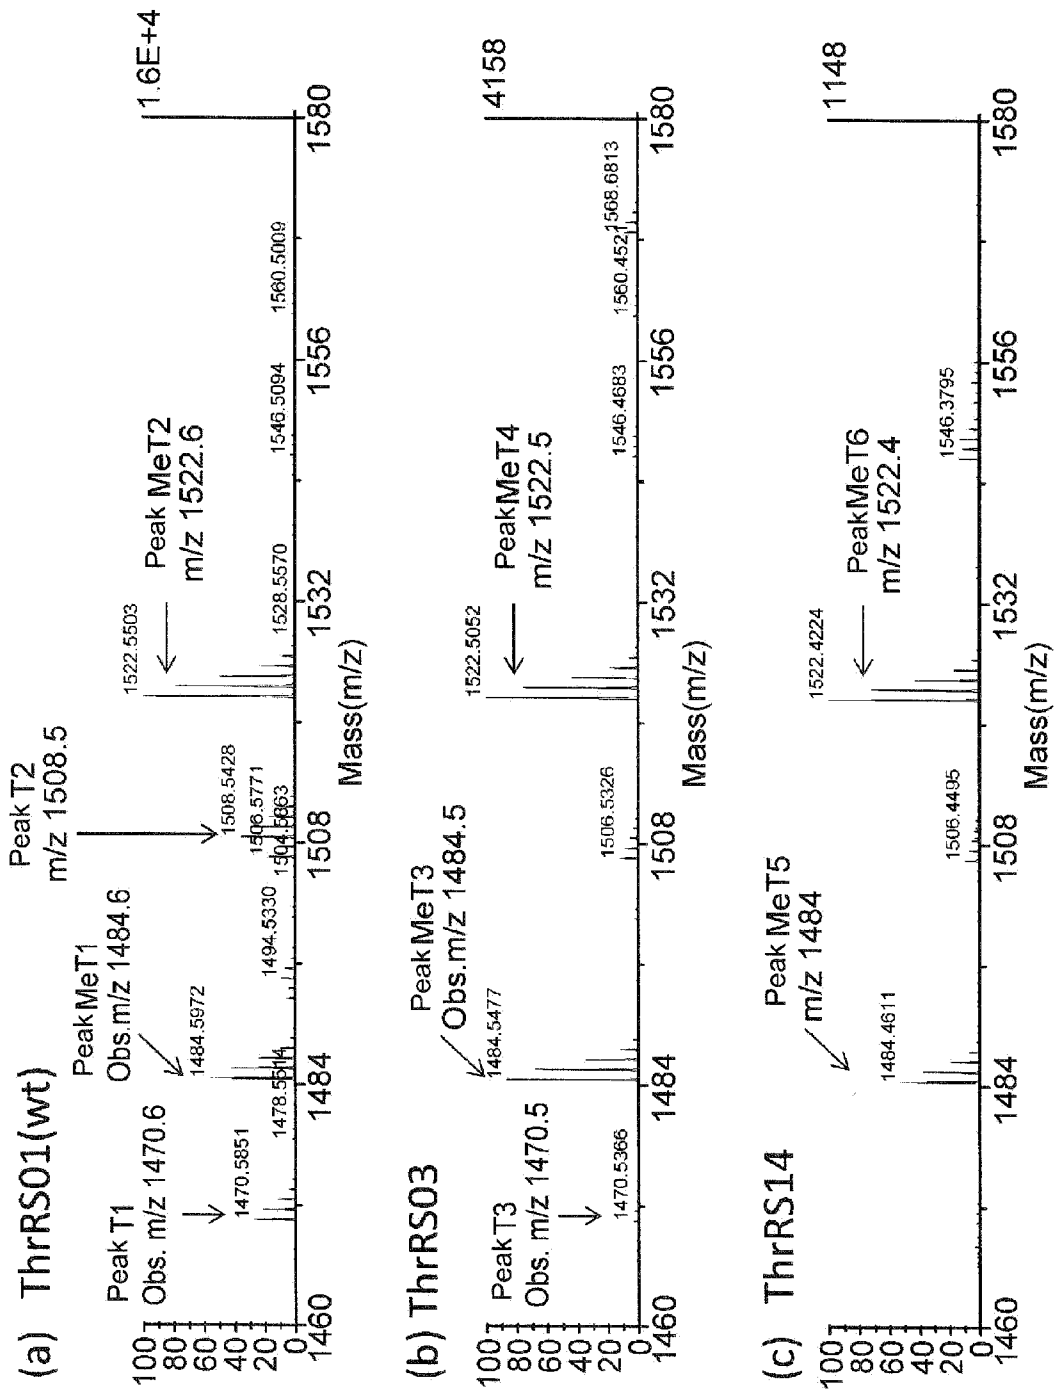 (a) ThrRS01(wt)
Peak T1
Obs. m/z 1470.6
Peak MeT1
Obs.m/z 1484.6
Peak T2
m/z 1508.5
Peak MeT2
m/z 1522.6
1.6E+4
1470.5851
1478.5514
1484.5972
1494.5330
1504.5863
1506.5771
1508.5428
1522.5503
1528.5570
1546.5094
1560.5009
100
80
60
40
20
0
1460 1484 1508 1532 1556 1580
Mass(m/z)
(b) ThrRS03
Peak T3
Obs. m/z 1470.5
Peak MeT3
Obs.m/z 1484.5
Peak MeT4
m/z 1522.5
4158
1470.5366
1484.5477
1506.5326
1522.5052
1546.4683
1560.4521
1568.6813
100
80
60
40
20
0
1460 1484 1508 1532 1556 1580
Mass(m/z)
(c) ThrRS14
Peak MeT5
m/z 1484
Peak MeT6
m/z 1522.4
1148
1484.4611
1506.4495
1522.4224
1546.3795
100
80
60
40
20
0
1460 1484 1508 1532 1556 1580
Mass(m/z)